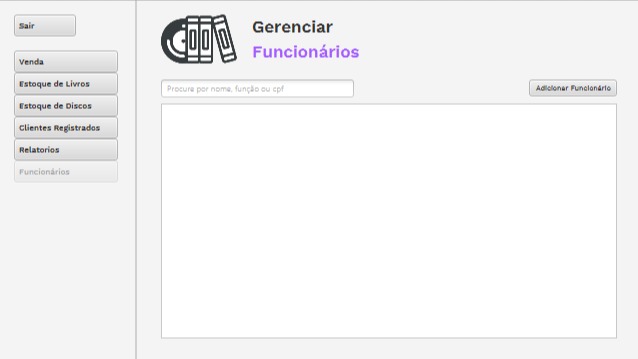 Sair
Venda
Estoque de Livros
Estoque de Discos
Clientes Registrados
Relatorios
Funcionários
Gerenciar
Funcionários
Procure por nome, função ou cpf
Adicionar Funcionário